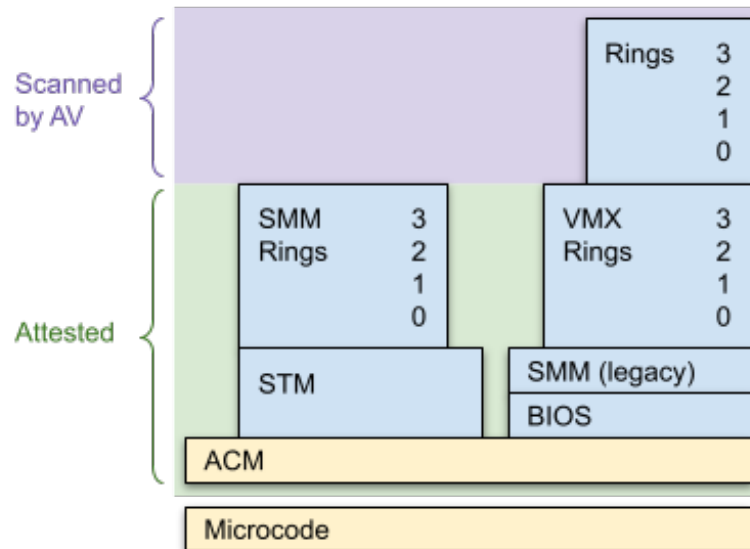 Scanned
by AV
Rings 3
2
1
0
Attested
SMM 3
Rings 2
1
0
VMX 3
Rings 2
1
0
STM
SMM (legacy)
BIOS
ACM
Microcode